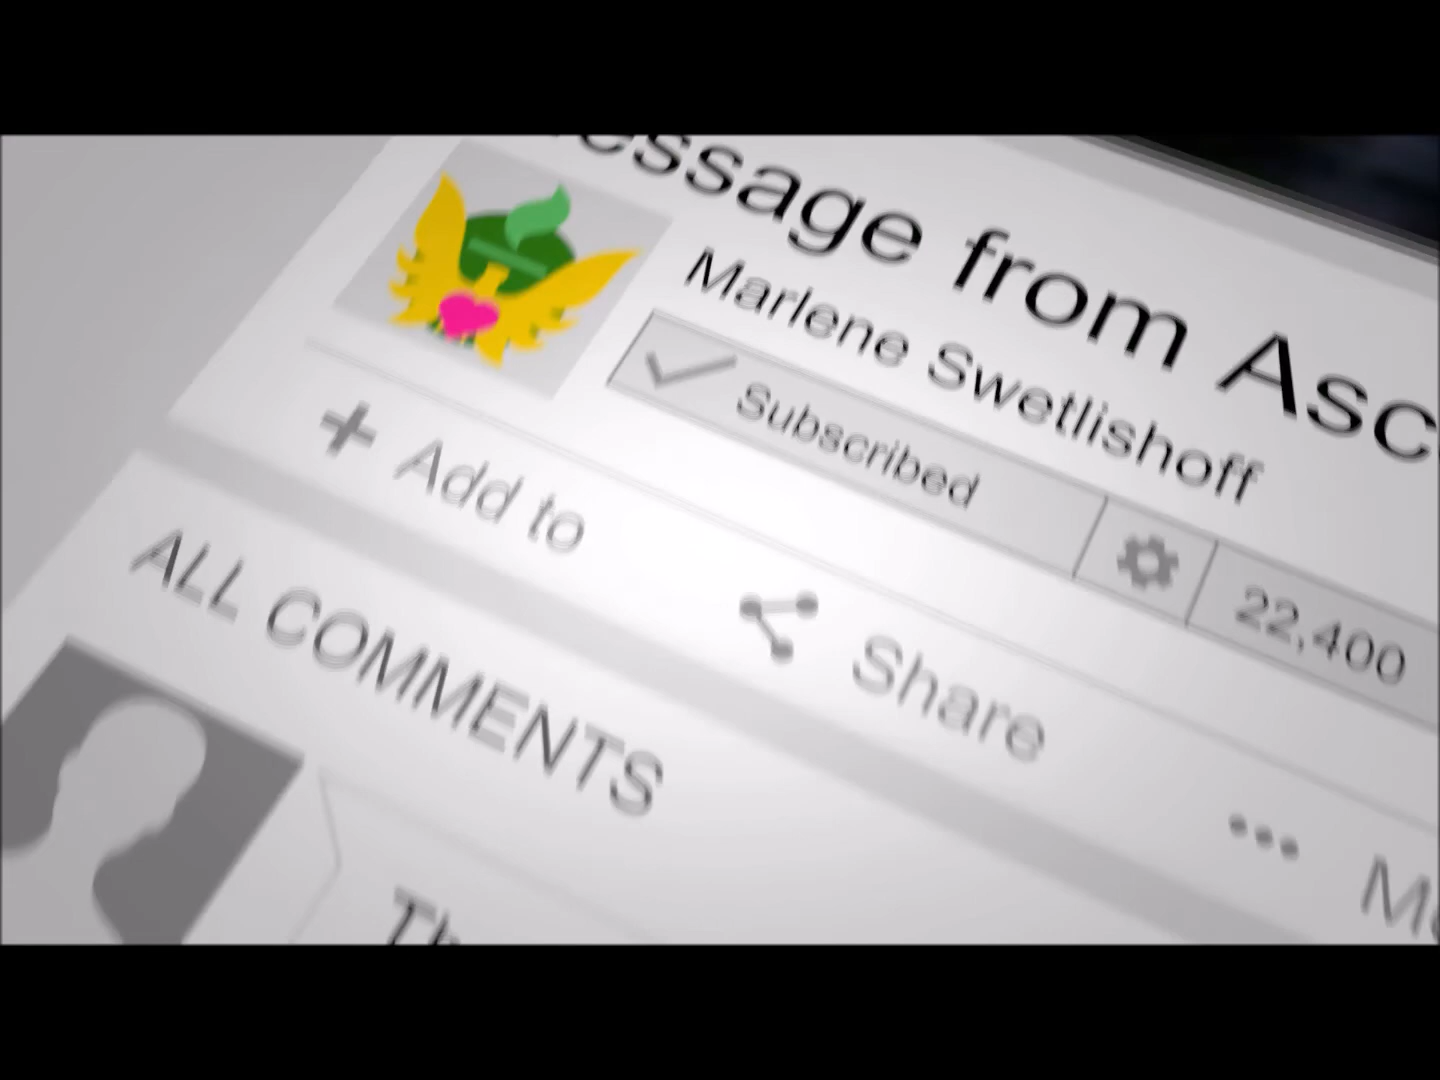 essage from Asc
Marlene Swetlishoff
Subscribed
22,400
Add to
Share
ALL COMMENTS